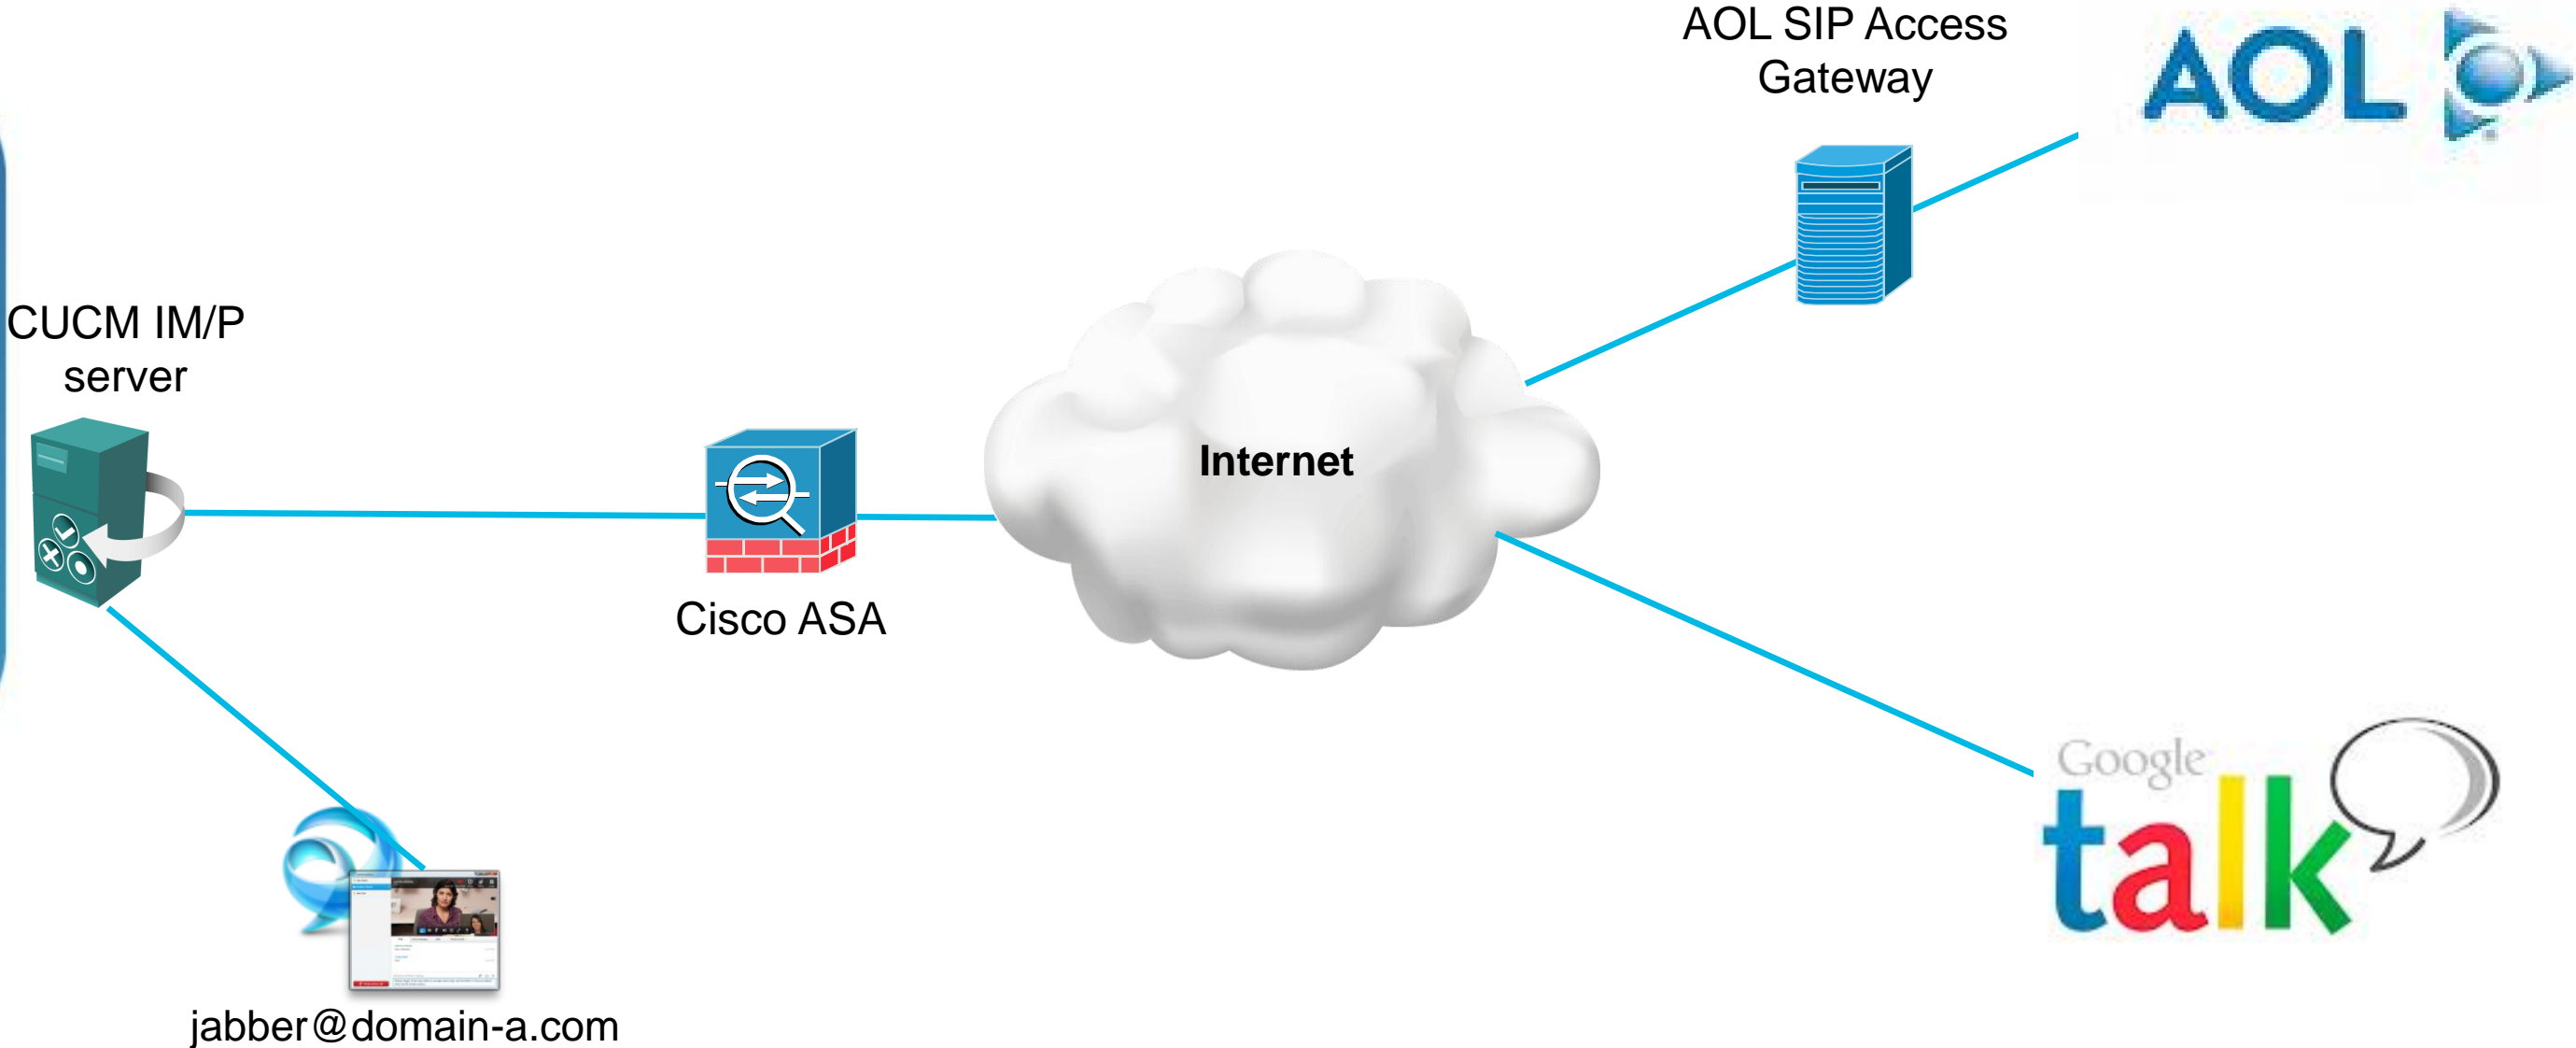 AOL SIP Access
Gateway
AOL
CUCM IM/P
server
Internet
Cisco ASA
Google
talk
jabber@domain-a.com